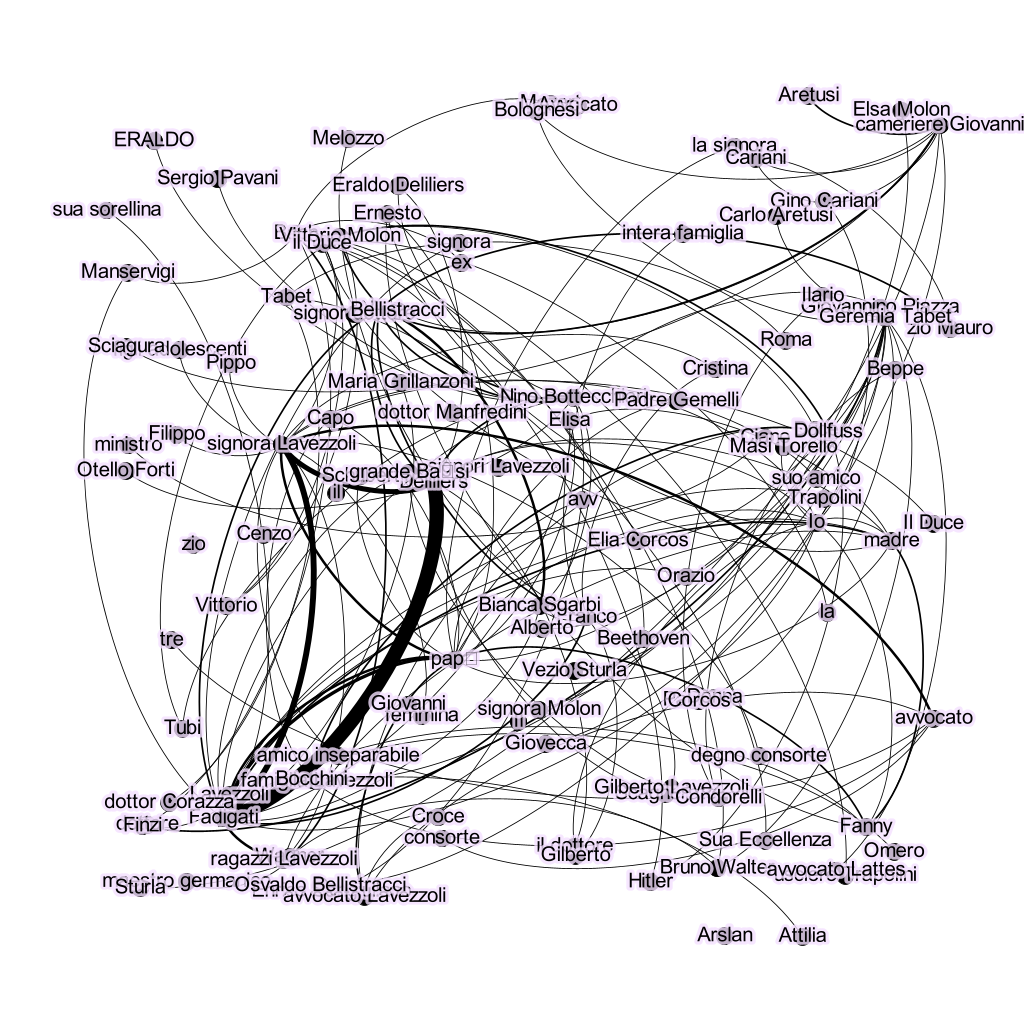 Aretusi
Bolognesi
Elsa Molon
cameriere Giovanni
ERALDO
Melozzo
la signora
Cariani
Sergio Pavani
Eraldo Deliliers
Gino Cariani
sua sorellina
Ernesto
Carlo Aretusi
Vittorio Molon
il Duce
signora
intera famiglia
ex
Manservigi
Tabet
Ilario
Giovannino Piazza
Bellistracci
Geremia Tabet
zio Mauro
Sciagura
Roma
Pippo
Cristina
Beppe
Maria Grillanzoni
Nino Bottecchi
Padre Gemelli
dottor Manfredini
Elisa
Capo
Filippo
Dollfuss
ministro
signora Lavezzoli
Masi Torello
Otello Forti
Lavezzoli
Deliliers
suo amico
Trapolini
avv
Io
Il Duce
Cenzo
zio
Elia Corcos
madre
Orazio
Vittorio
Bianca Sgarbi
la
Alberto
tre
Beethoven
Vezio Sturla
Giovanni
femmina
signora Molon
Corcos
avvocato
Tubi
Giovecca
amico inseparabile
degno consorte
Bocchini
Gilberto Lavezzoli
Condorelli
Lavezzoli
dottor Corazza
Fadigati
Finzi
Croce
consorte
Fanny
Sua Eccellenza
il dottore
Gilberto
Omero
ragazzi Lavezzoli
Bruno Walter
avvocato Lattes
Hitler
Sturla
Osvaldo Bellistracci
avvocato Lavezzoli
Arslan
Attilia